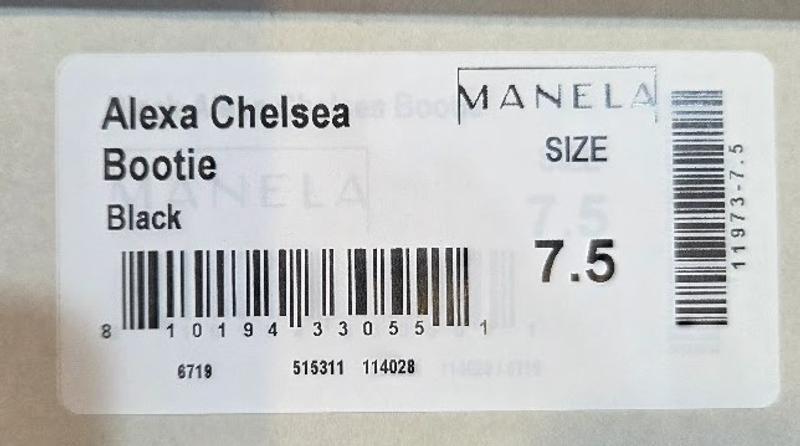 MANELA
Alexa Chelsea
Bootie
Black
SIZE
7.5
11973-7.5
8 10194 33055 1
6719 515311 114028